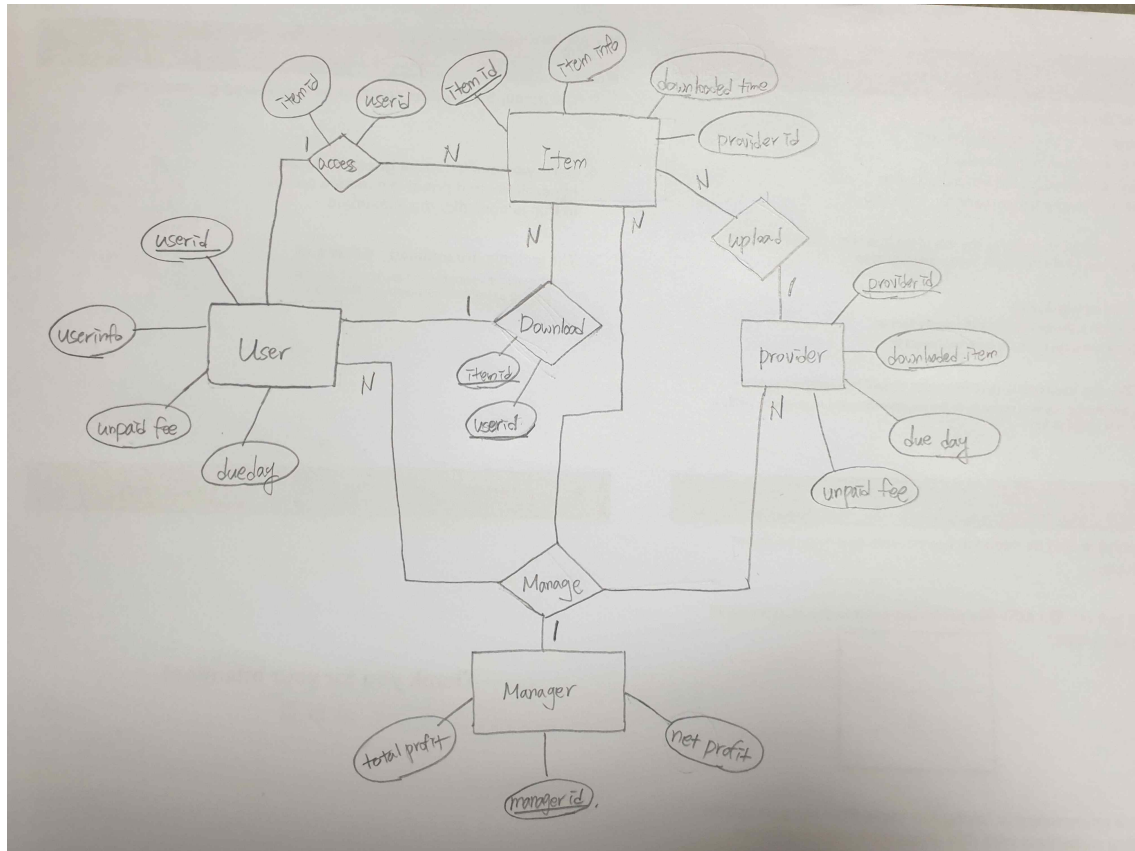 item id
userid
item id
item info
downloaded time
provider id
access
1
N
Item
N
upload
1
N
N
userid
userinfo
User
unpaid fee
dueday
N
1
Download
item id
userid
provider id
provider
downloaded item
due day
unpaid fee
N
Manage
1
Manager
total profit
manager id.
net profit